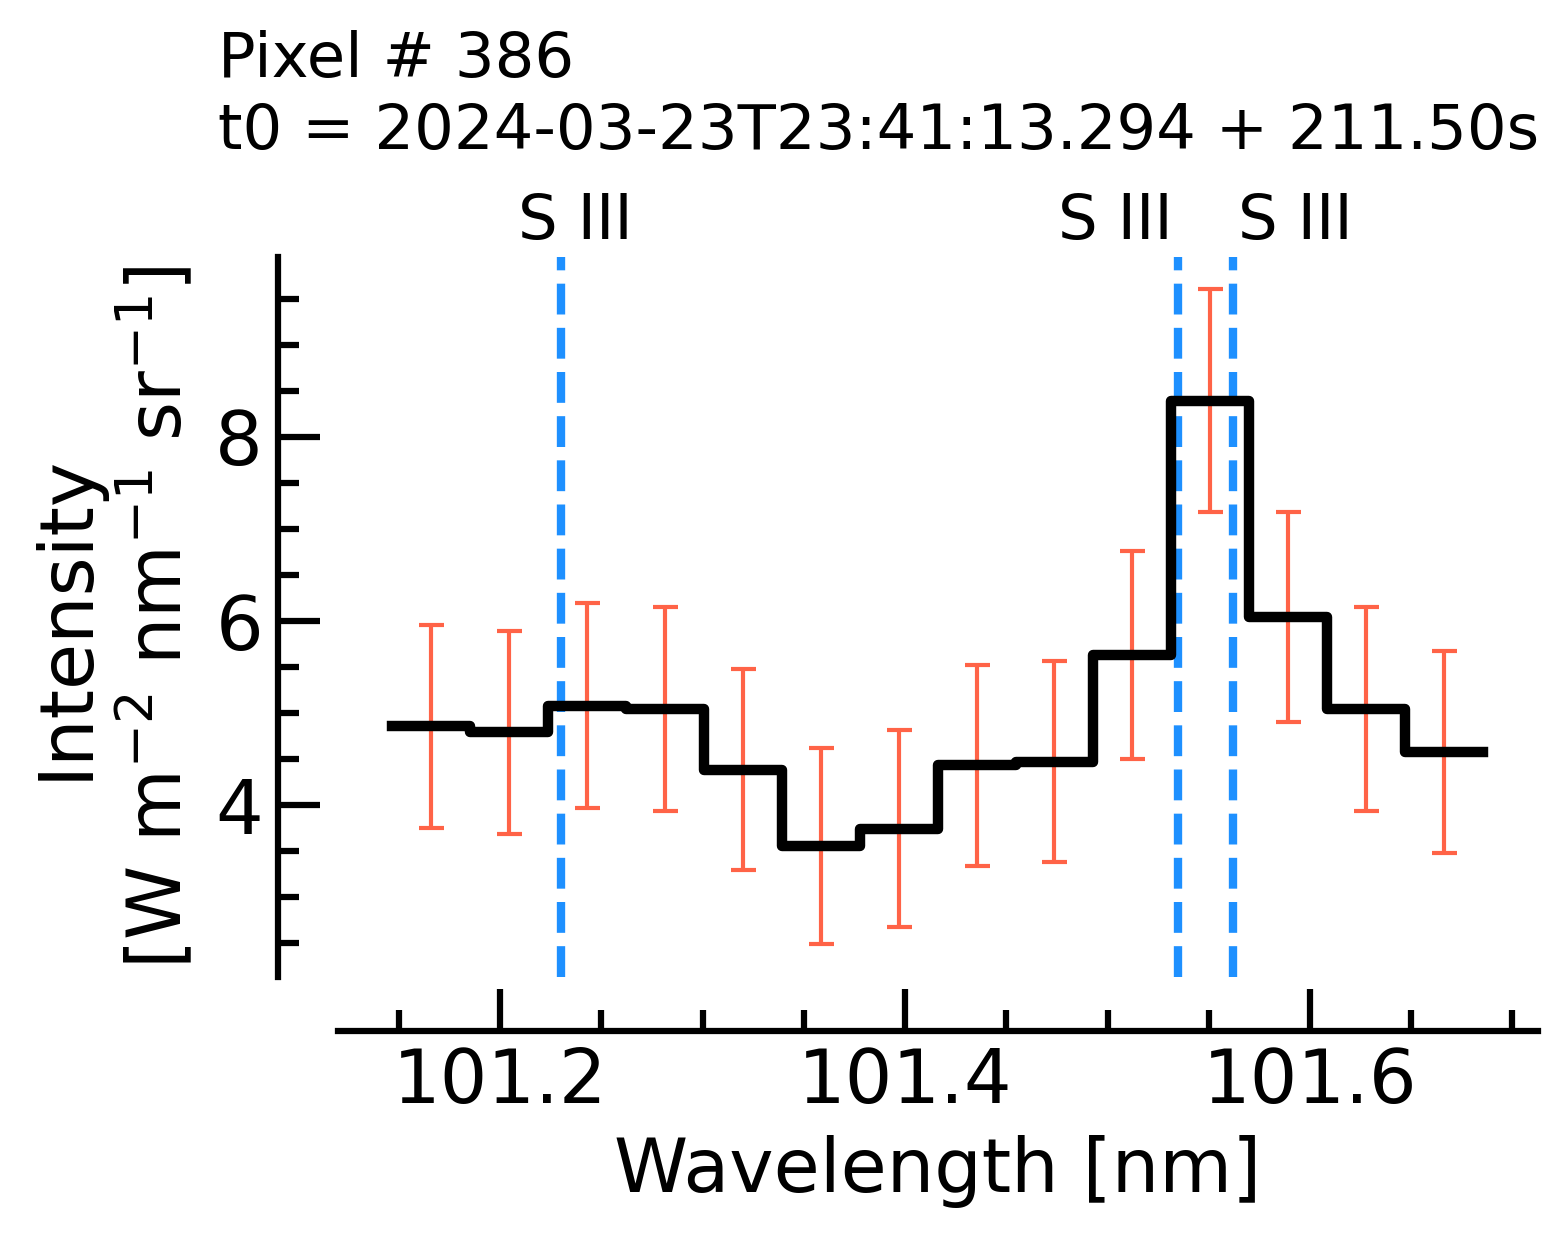 Pixel # 386
t0 = 2024-03-23T23:41:13.294 + 211.50s
S III S III S III
Intensity
[W m⁻² nm⁻¹ sr⁻¹]
8
6
4
101.2 101.4 101.6
Wavelength [nm]